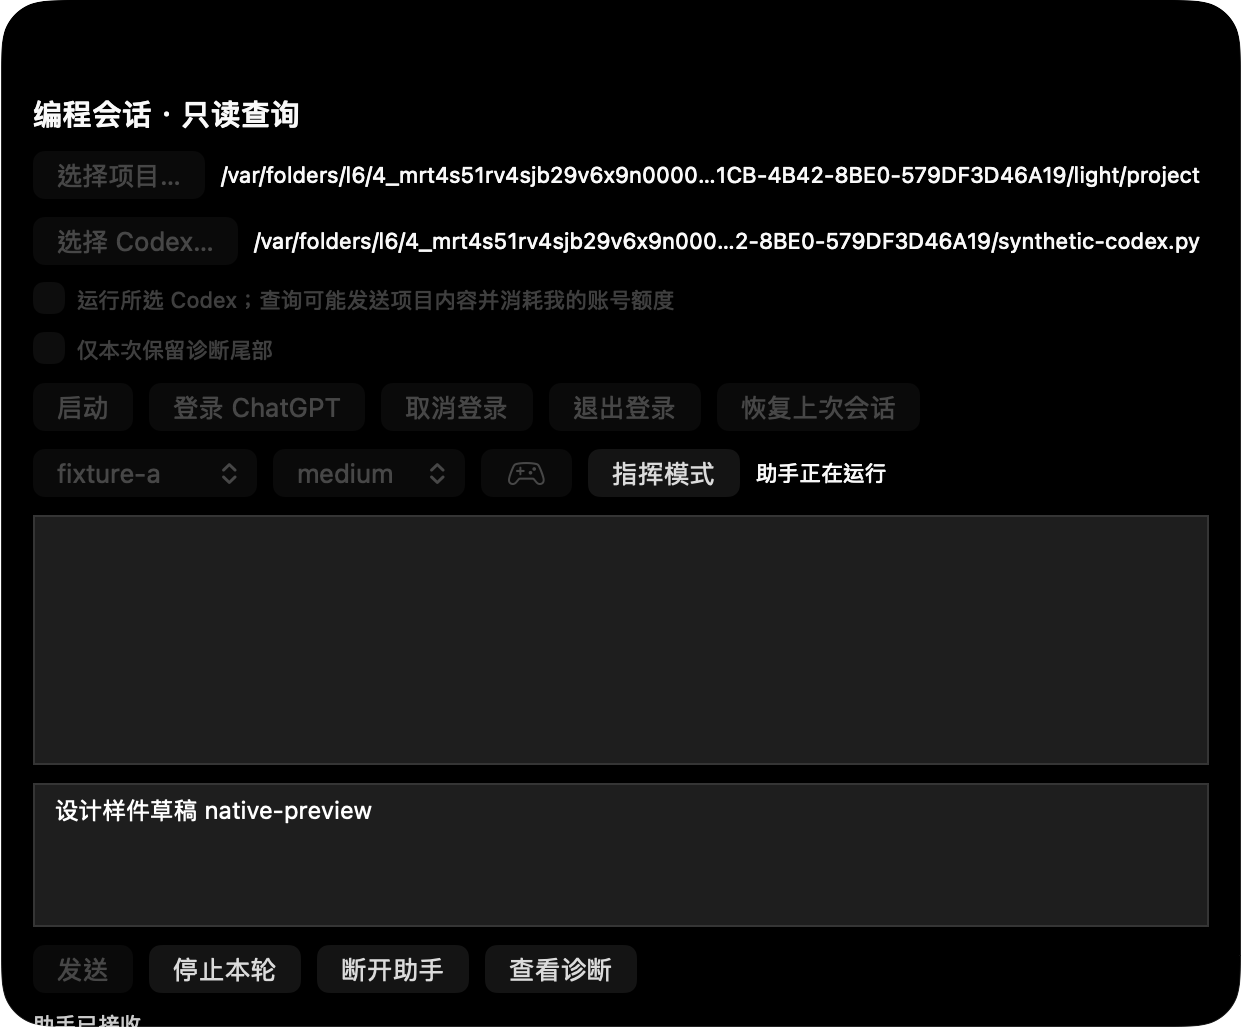 编程会话 · 只读查询
选择项目... /var/folders/l6/4_mrt4s51rv4sjb29v6x9n0000...1CB-4B42-8BE0-579DF3D46A19/light/project
选择 Codex... /var/folders/l6/4_mrt4s51rv4sjb29v6x9n000...2-8BE0-579DF3D46A19/synthetic-codex.py
运行所选 Codex；查询可能发送项目内容并消耗我的账号额度
仅本次保留诊断尾部
启动 登录 ChatGPT 取消登录 退出登录 恢复上次会话
fixture-a medium 指挥模式 助手正在运行
设计样件草稿 native-preview
发送 停止本轮 断开助手 查看诊断
助手已接收